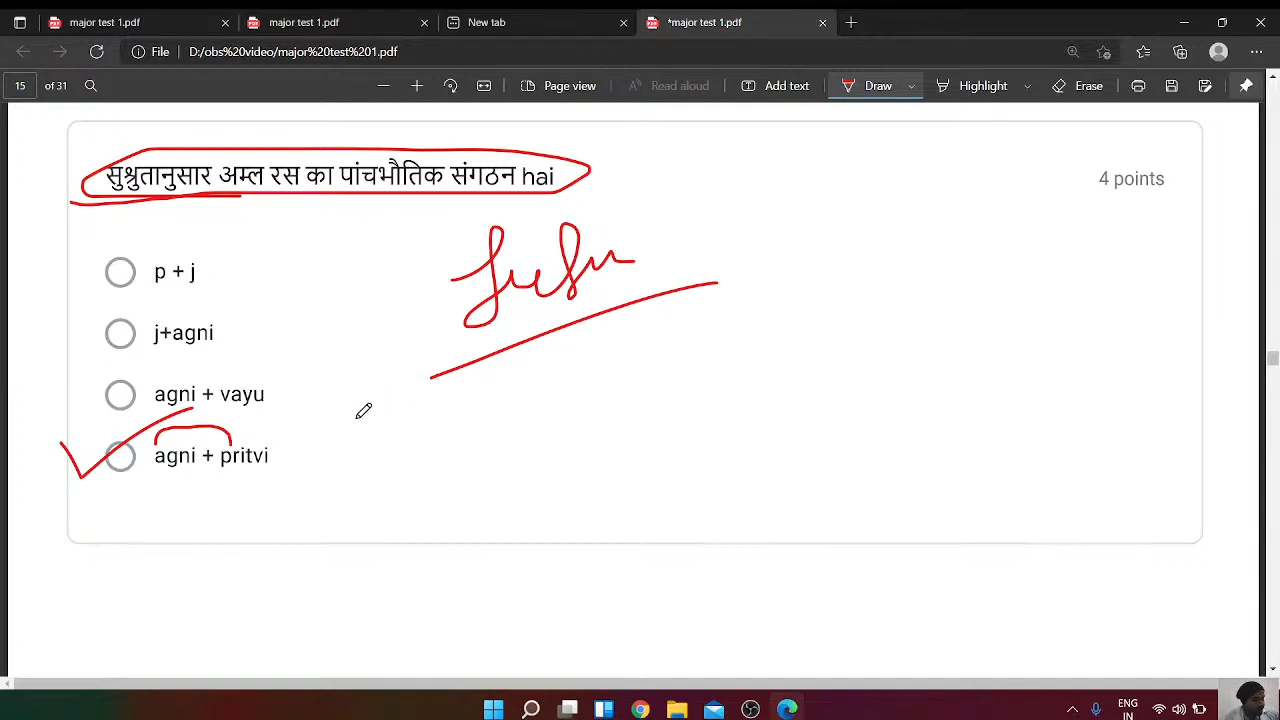 major test 1.pdf
major test 1.pdf
New tab
*major test 1.pdf
File
D:/obs%20video/major%20test%201.pdf
15 of 31
Page view
Read aloud
Add text
Draw
Highlight
Erase
सुश्रुतानुसार अम्ल रस का पांचभौतिक संगठन hai
4 points
p + j
j+agni
agni + vayu
agni + pritvi
ENG
IN